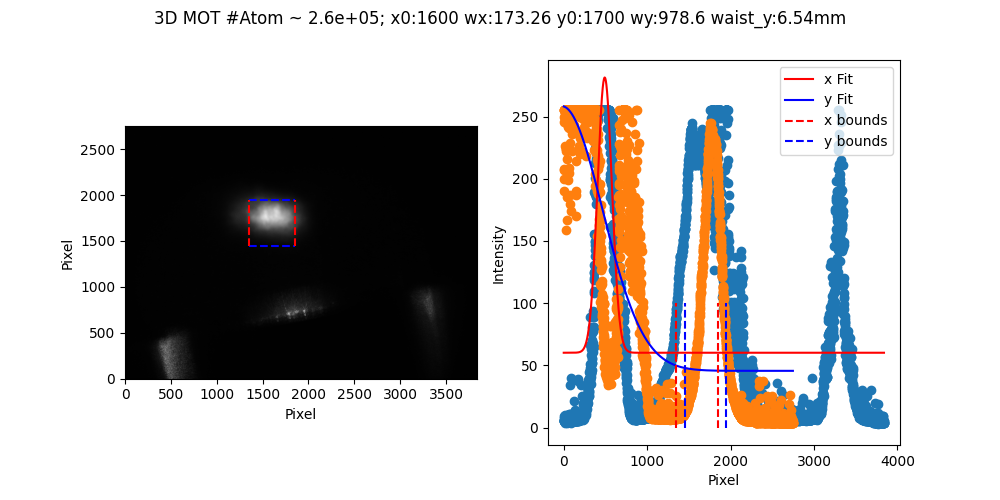 3D MOT #Atom ~ 2.6e+05; x0:1600 wx:173.26 y0:1700 wy:978.6 waist_y:6.54mm
2500
2000
1500
1000
500
0
Pixel
0 500 1000 1500 2000 2500 3000 3500
Pixel
250
200
150
100
50
0
Intensity
0 1000 2000 3000 4000
Pixel
x Fit
y Fit
x bounds
y bounds